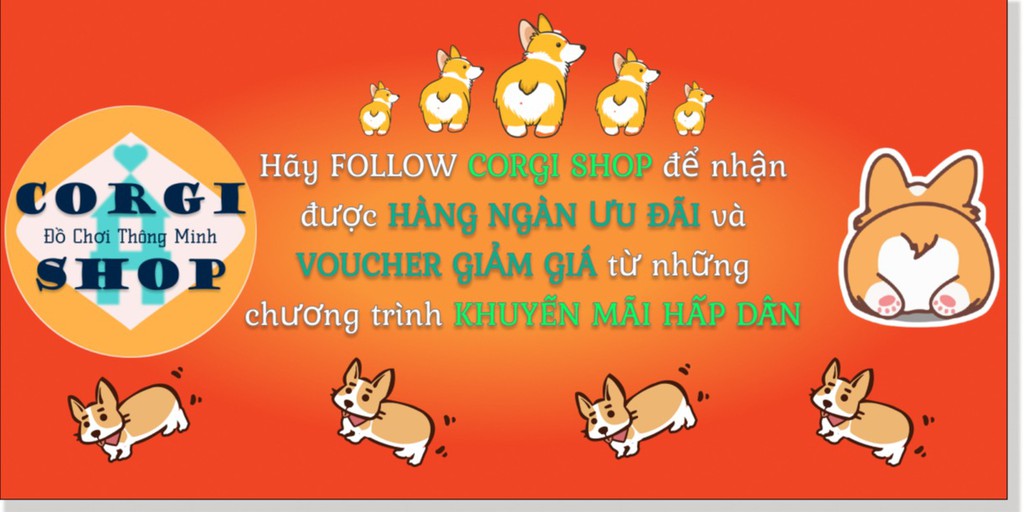 CORGI
Đồ Chơi Thông Minh
SHOP
Hãy FOLLOW CORGI SHOP để nhận
được HÀNG NGÀN ƯU ĐÃI và
VOUCHER GIẢM GIÁ từ những
chương trình KHUYẾN MÃI HẤP DẪN